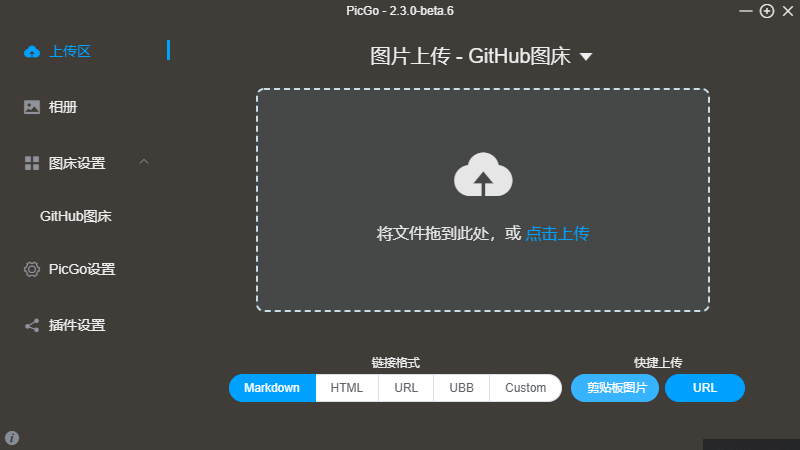 PicGo - 2.3.0-beta.6
上传区
相册
图床设置
GitHub图床
PicGo设置
插件设置
图片上传 - GitHub图床
将文件拖到此处，或 点击上传
链接格式
Markdown HTML URL UBB Custom
快捷上传
剪贴板图片 URL